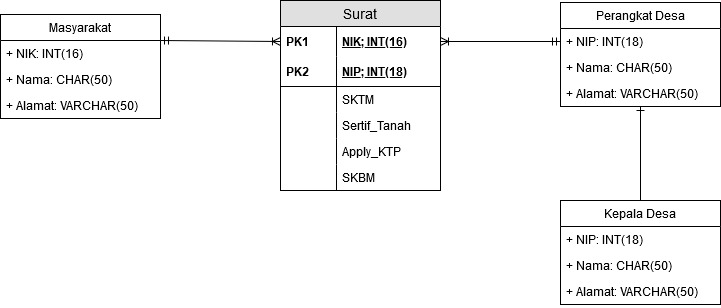 Masyarakat
+ NIK: INT(16)
+ Nama: CHAR(50)
+ Alamat: VARCHAR(50)
Surat
PK1 NIK; INT(16)
PK2 NIP; INT(18)
SKTM
Sertif_Tanah
Apply_KTP
SKBM
Perangkat Desa
+ NIP: INT(18)
+ Nama: CHAR(50)
+ Alamat: VARCHAR(50)
Kepala Desa
+ NIP: INT(18)
+ Nama: CHAR(50)
+ Alamat: VARCHAR(50)